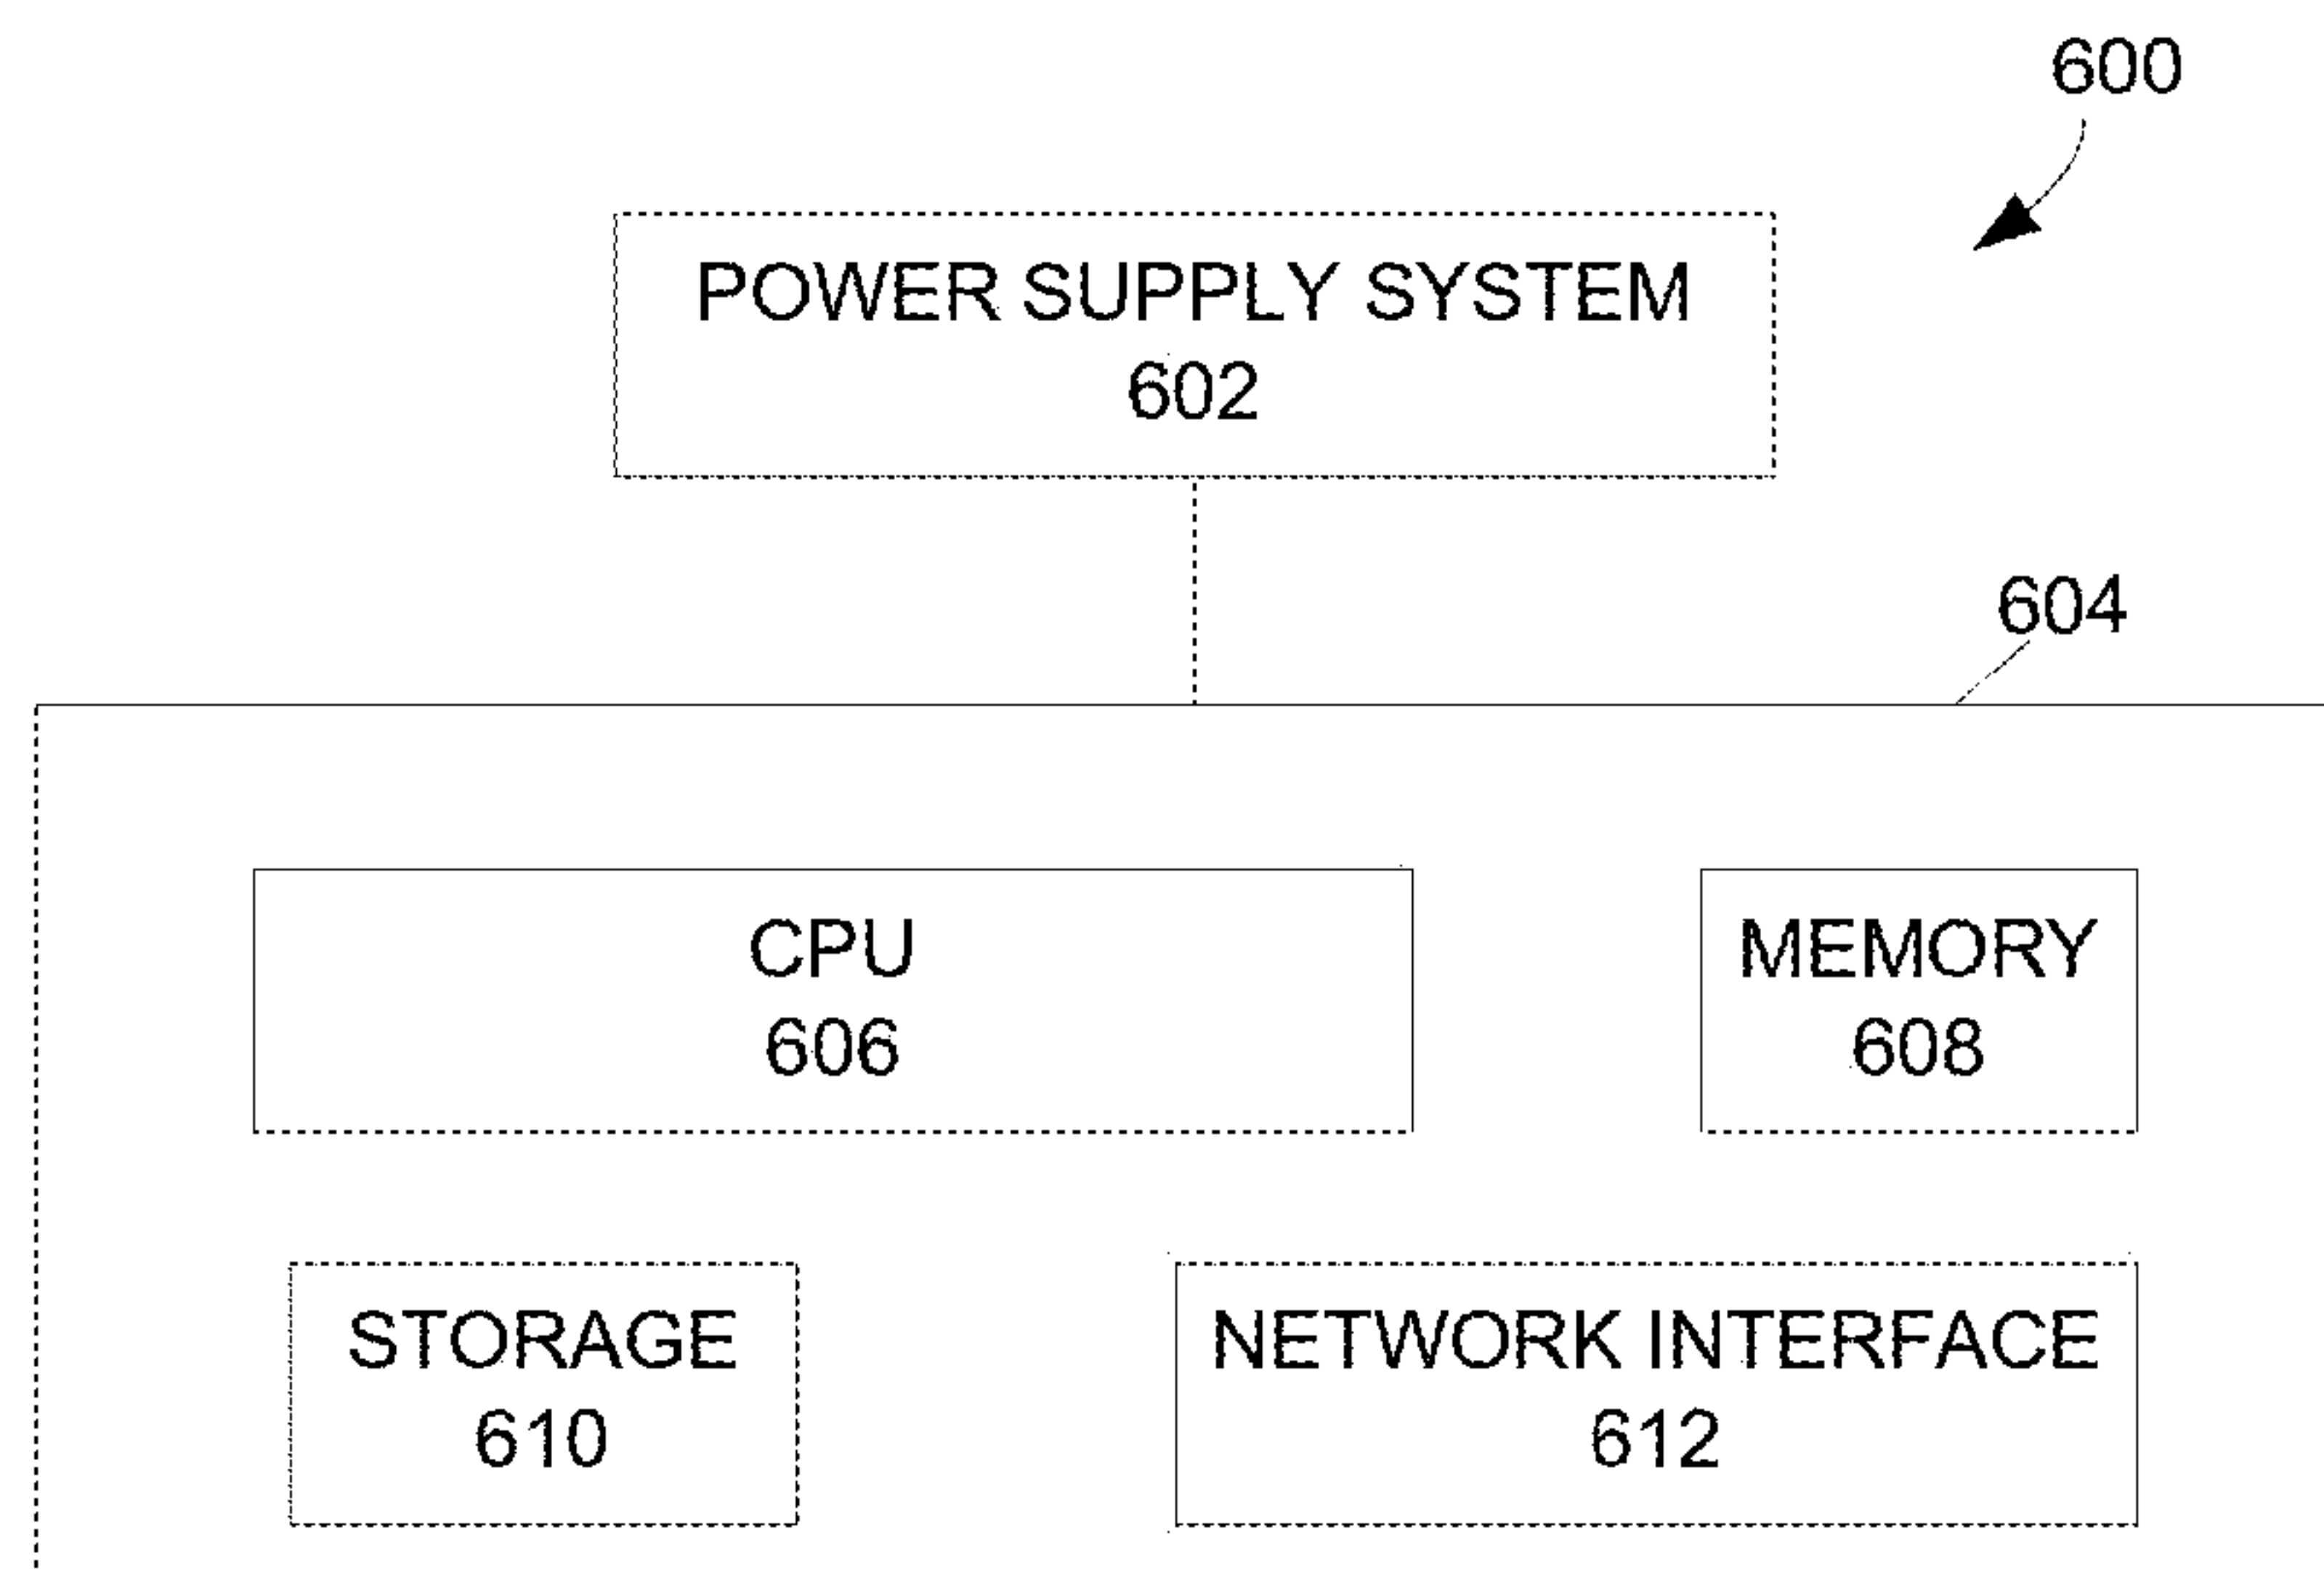 600
POWER SUPPLY SYSTEM
602
604
CPU
606
MEMORY
608
STORAGE
610
NETWORK INTERFACE
612